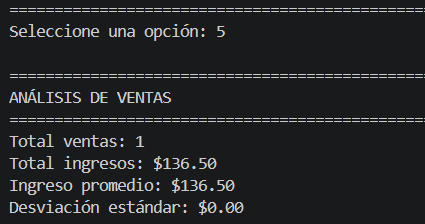 ==============================================
Seleccione una opción: 5
==============================================
ANÁLISIS DE VENTAS
==============================================
Total ventas: 1
Total ingresos: $136.50
Ingreso promedio: $136.50
Desviación estándar: $0.00